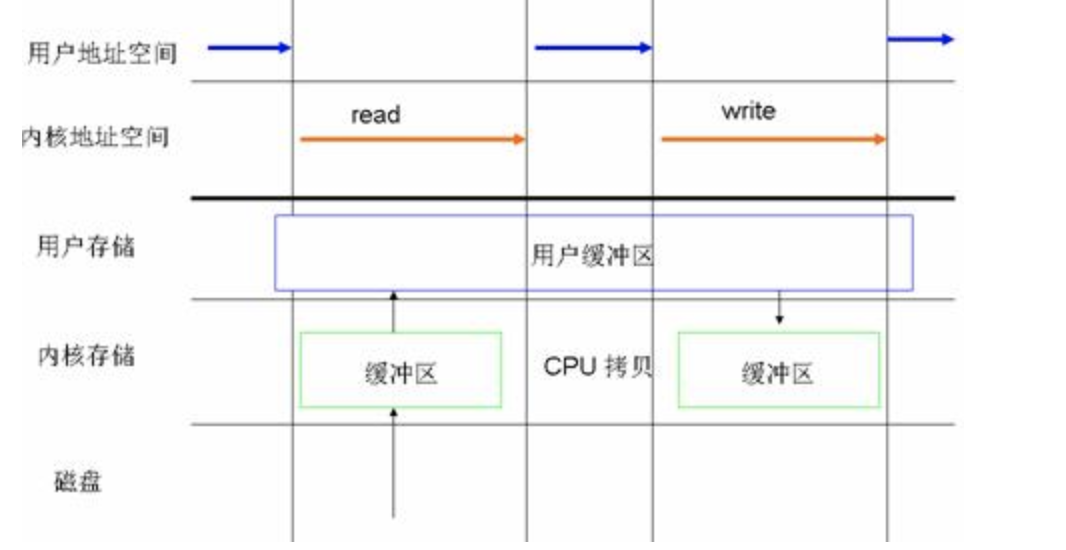 用户地址空间
read
write
内核地址空间
用户存储
用户缓冲区
内核存储
缓冲区
CPU 拷贝
缓冲区
磁盘